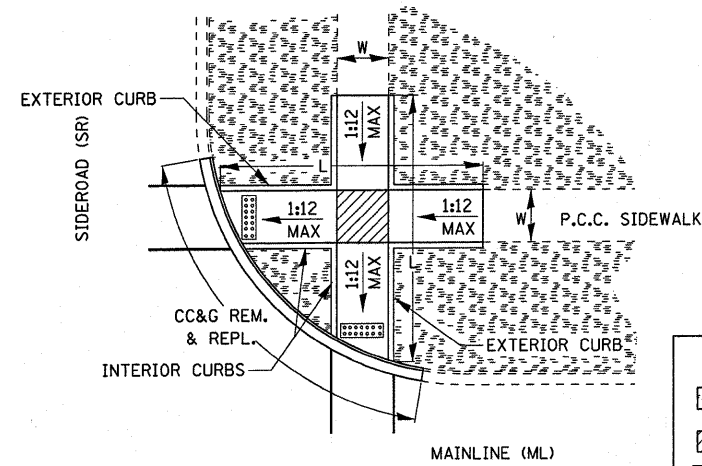 W
EXTERIOR CURB
1:12
MAX
L
SIDEROAD (SR)
1:12
MAX
1:12
MAX
W
P.C.C. SIDEWALK
1:12
MAX
L
CC&G REM.
& REPL.
EXTERIOR CURB
INTERIOR CURBS
MAINLINE (ML)